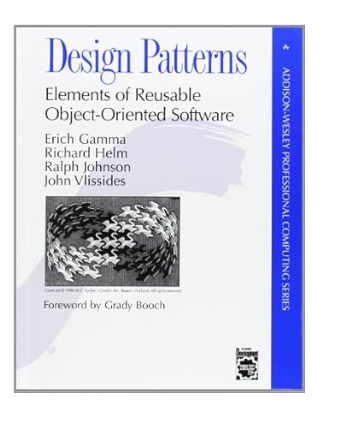 Design Patterns
Elements of Reusable
Object-Oriented Software
Erich Gamma
Richard Helm
Ralph Johnson
John Vlissides
Foreword by Grady Booch
ADDISON-WESLEY PROFESSIONAL COMPUTING SERIES